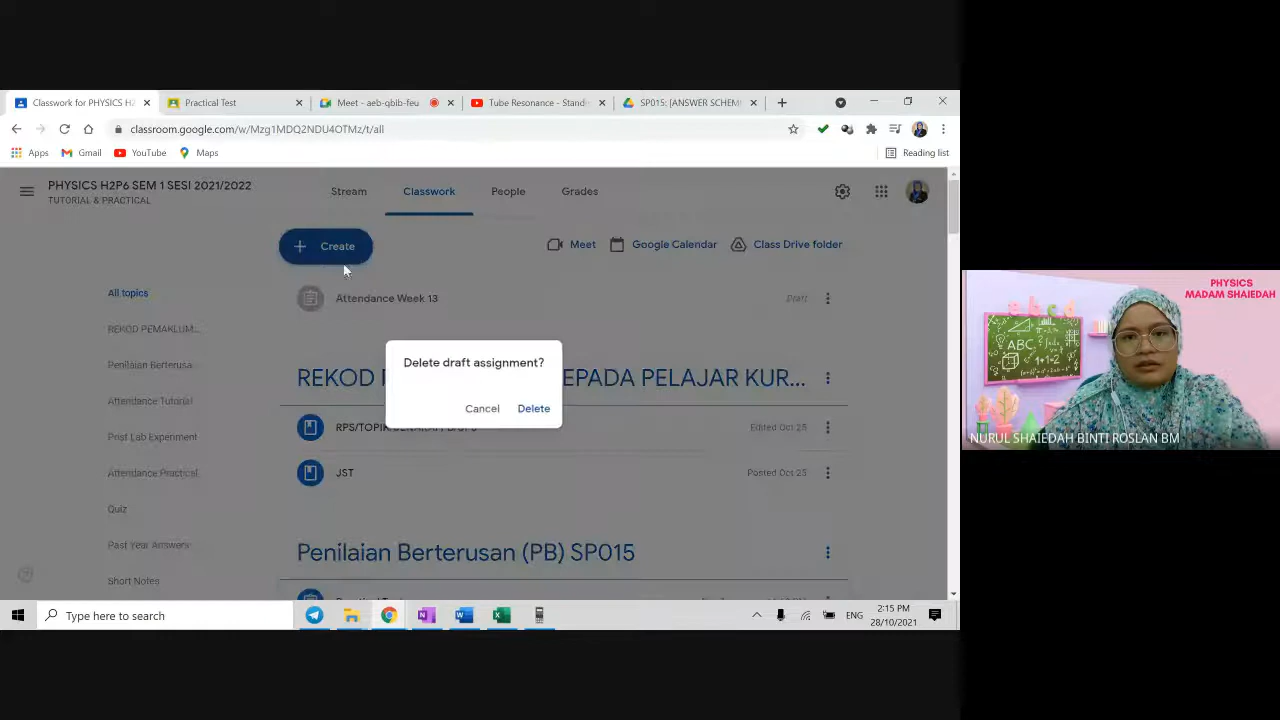 Classwork for PHYSICS H2
Practical Test
Meet - aeb-qbib-feu
Tube Resonance - Stand
SP015: [ANSWER SCHEM
classroom.google.com/w/Mzg1MDQ2NDU4OTMz/t/all
Apps
Gmail
YouTube
Maps
Reading list
PHYSICS H2P6 SEM 1 SESI 2021/2022
TUTORIAL & PRACTICAL
Stream
Classwork
People
Grades
Create
Meet
Google Calendar
Class Drive folder
All topics
REKOD PEMAKLUM...
Penilaian Berterusa...
Attendance Tutorial
Print Lab Experiment
Attendance Practical
Quiz
Past Year Answers
Short Notes
Attendance Week 13
Draft
REKOD
EPADA PELAJAR KUR...
Delete draft assignment?
Cancel
Delete
Edited Oct 25
JST
Posted Oct 25
Penilaian Berterusan (PB) SP015
PHYSICS
MADAM SHAIEDAH
a b c d
ABC
1+1=2
NURUL SHAIEDAH BINTI ROSLAN BM
Type here to search
ENG
2:15 PM
28/10/2021